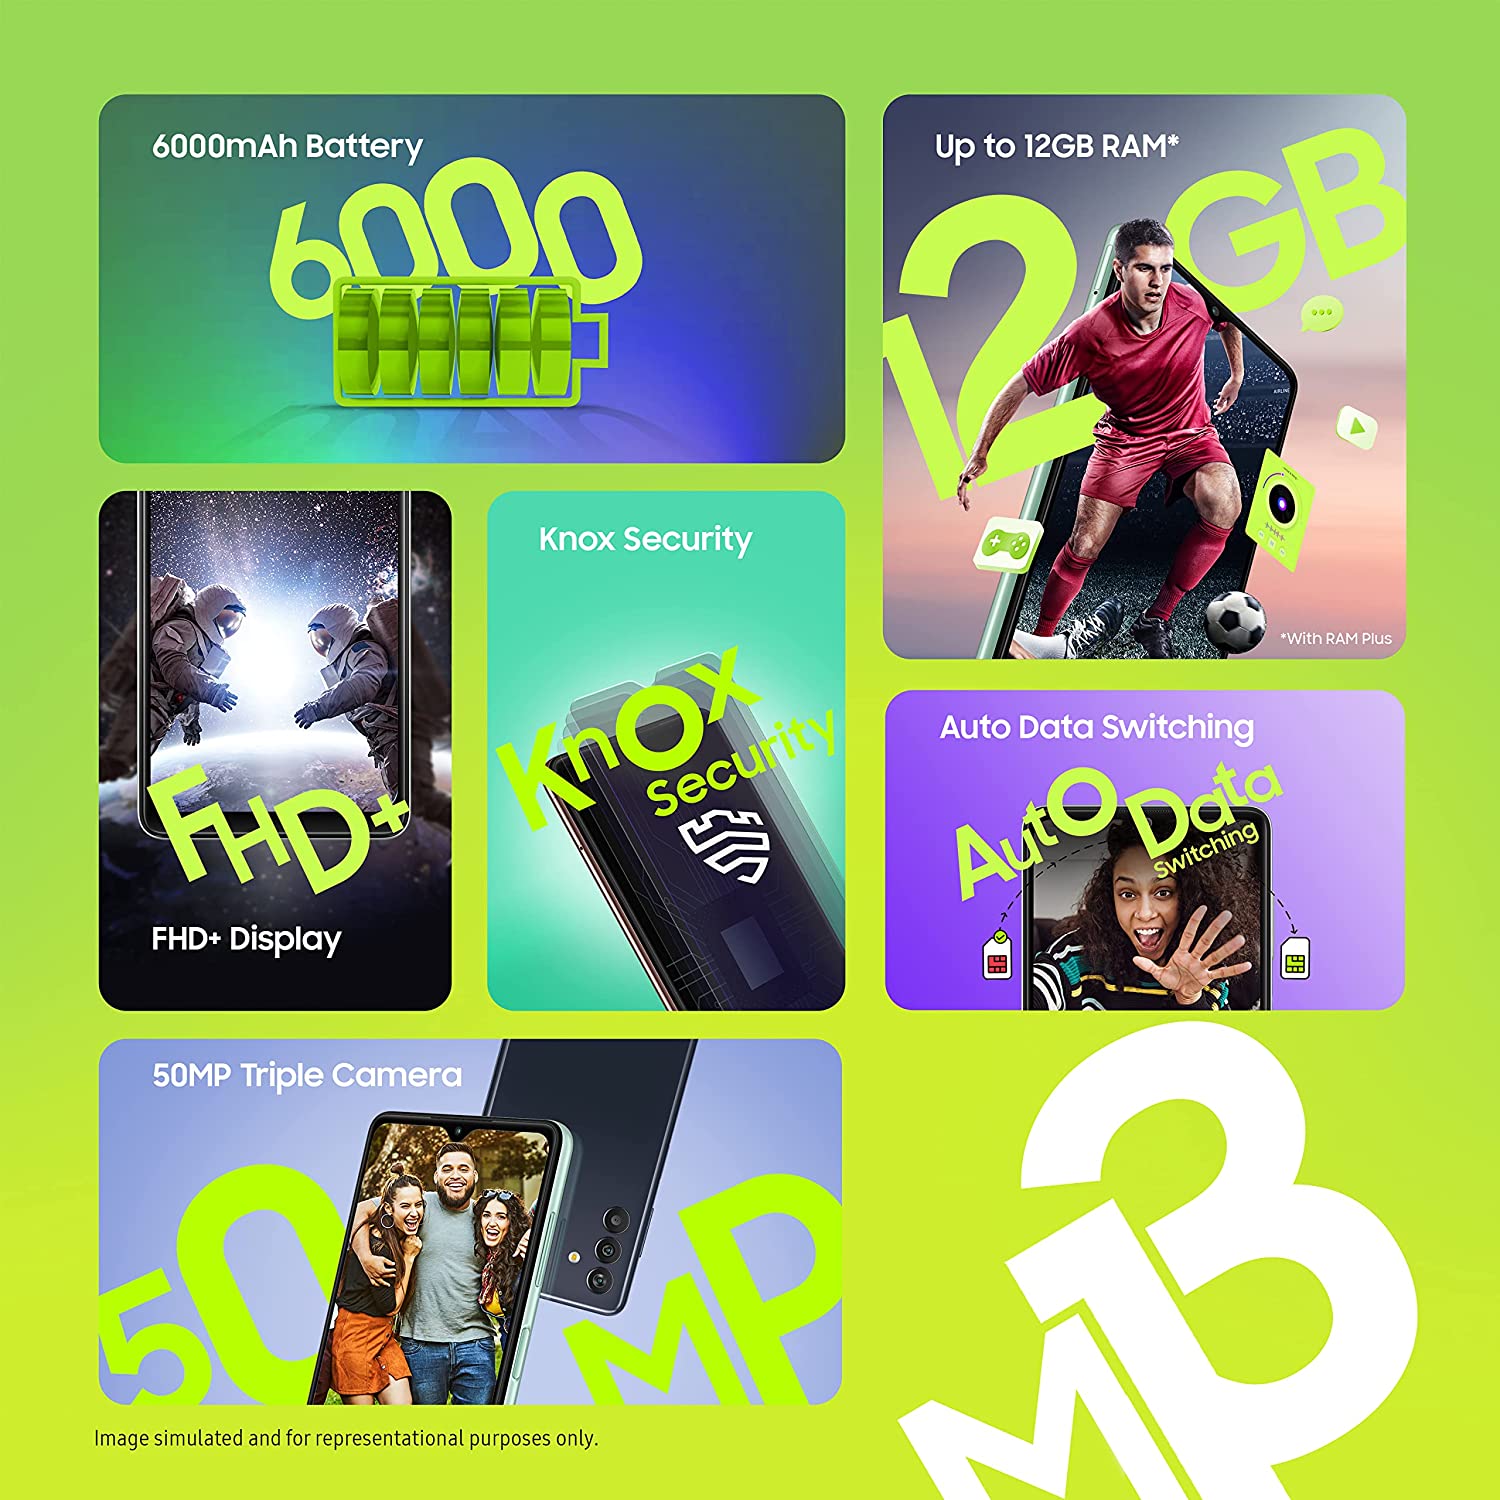 6000mAh Battery
6000
Up to 12GB RAM*
12GB
AIRLINE
*With RAM Plus
FHD+
FHD+ Display
Knox Security
Knox
Security
Auto Data Switching
Auto Data
Switching
50MP Triple Camera
50MP
M13
Image simulated and for representational purposes only.